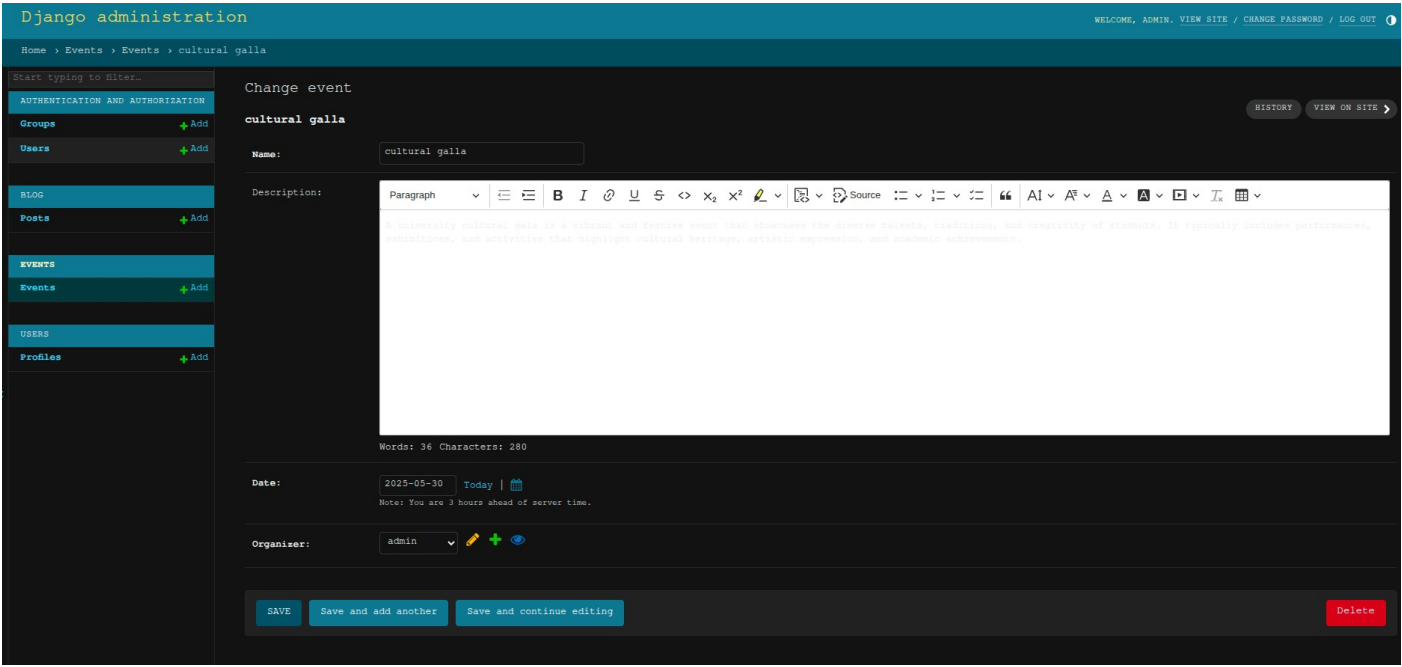 Django administration
WELCOME, ADMIN. VIEW SITE / CHANGE PASSWORD / LOG OUT
Home › Events › Events › cultural galla
Start typing to filter…
AUTHENTICATION AND AUTHORIZATION
Groups + Add
Users + Add
BLOG
Posts + Add
EVENTS
Events + Add
USERS
Profiles + Add
Change event
HISTORY VIEW ON SITE
cultural galla
Name: cultural galla
Description:
Paragraph B I U S <> X₂ X² Source AI A A A Tx
A university cultural gala is a vibrant and festive event that showcases the diverse talents, traditions, and creativity of students. It typically includes performances,
exhibitions, and activities that highlight cultural heritage, artistic expression, and academic achievements.
Words: 36 Characters: 280
Date: 2025-05-30 Today |
Note: You are 3 hours ahead of server time.
Organizer: admin
SAVE Save and add another Save and continue editing Delete